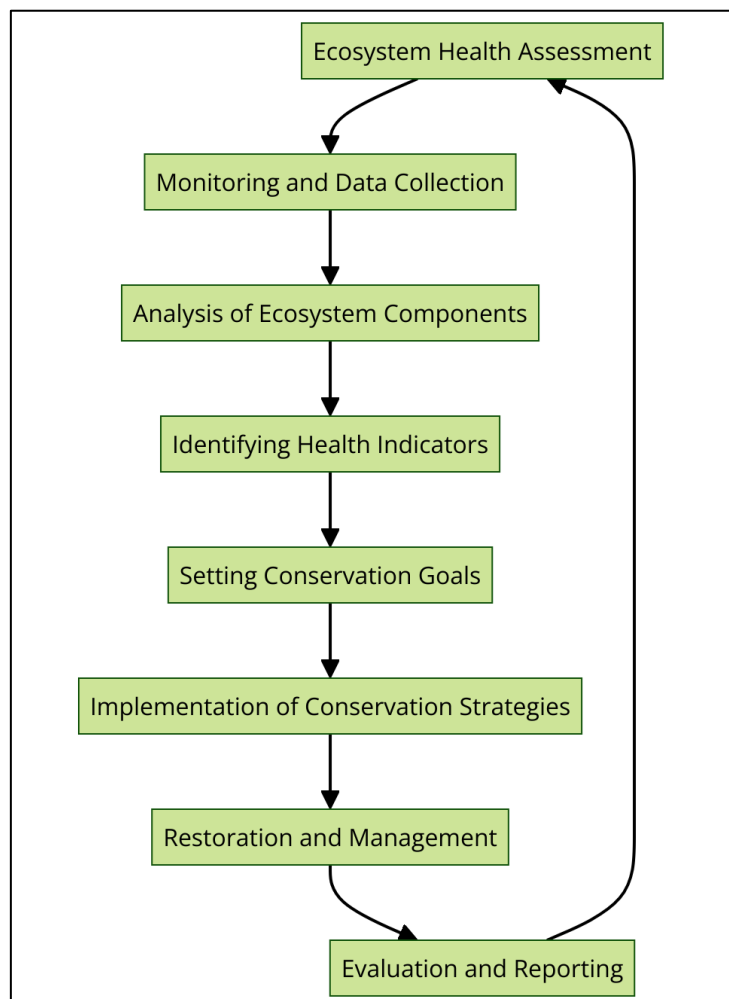 Ecosystem Health Assessment
Monitoring and Data Collection
Analysis of Ecosystem Components
Identifying Health Indicators
Setting Conservation Goals
Implementation of Conservation Strategies
Restoration and Management
Evaluation and Reporting